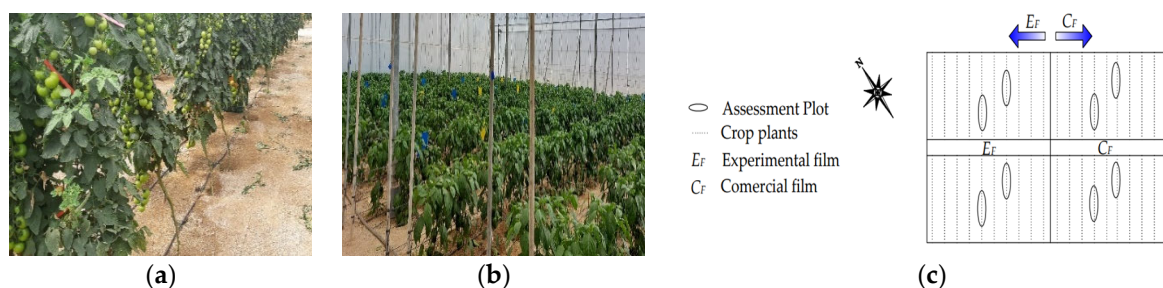 E_F C_F
Assessment Plot
Crop plants
E_F Experimental film
C_F Comercial film
E_F C_F
(a) (b) (c)